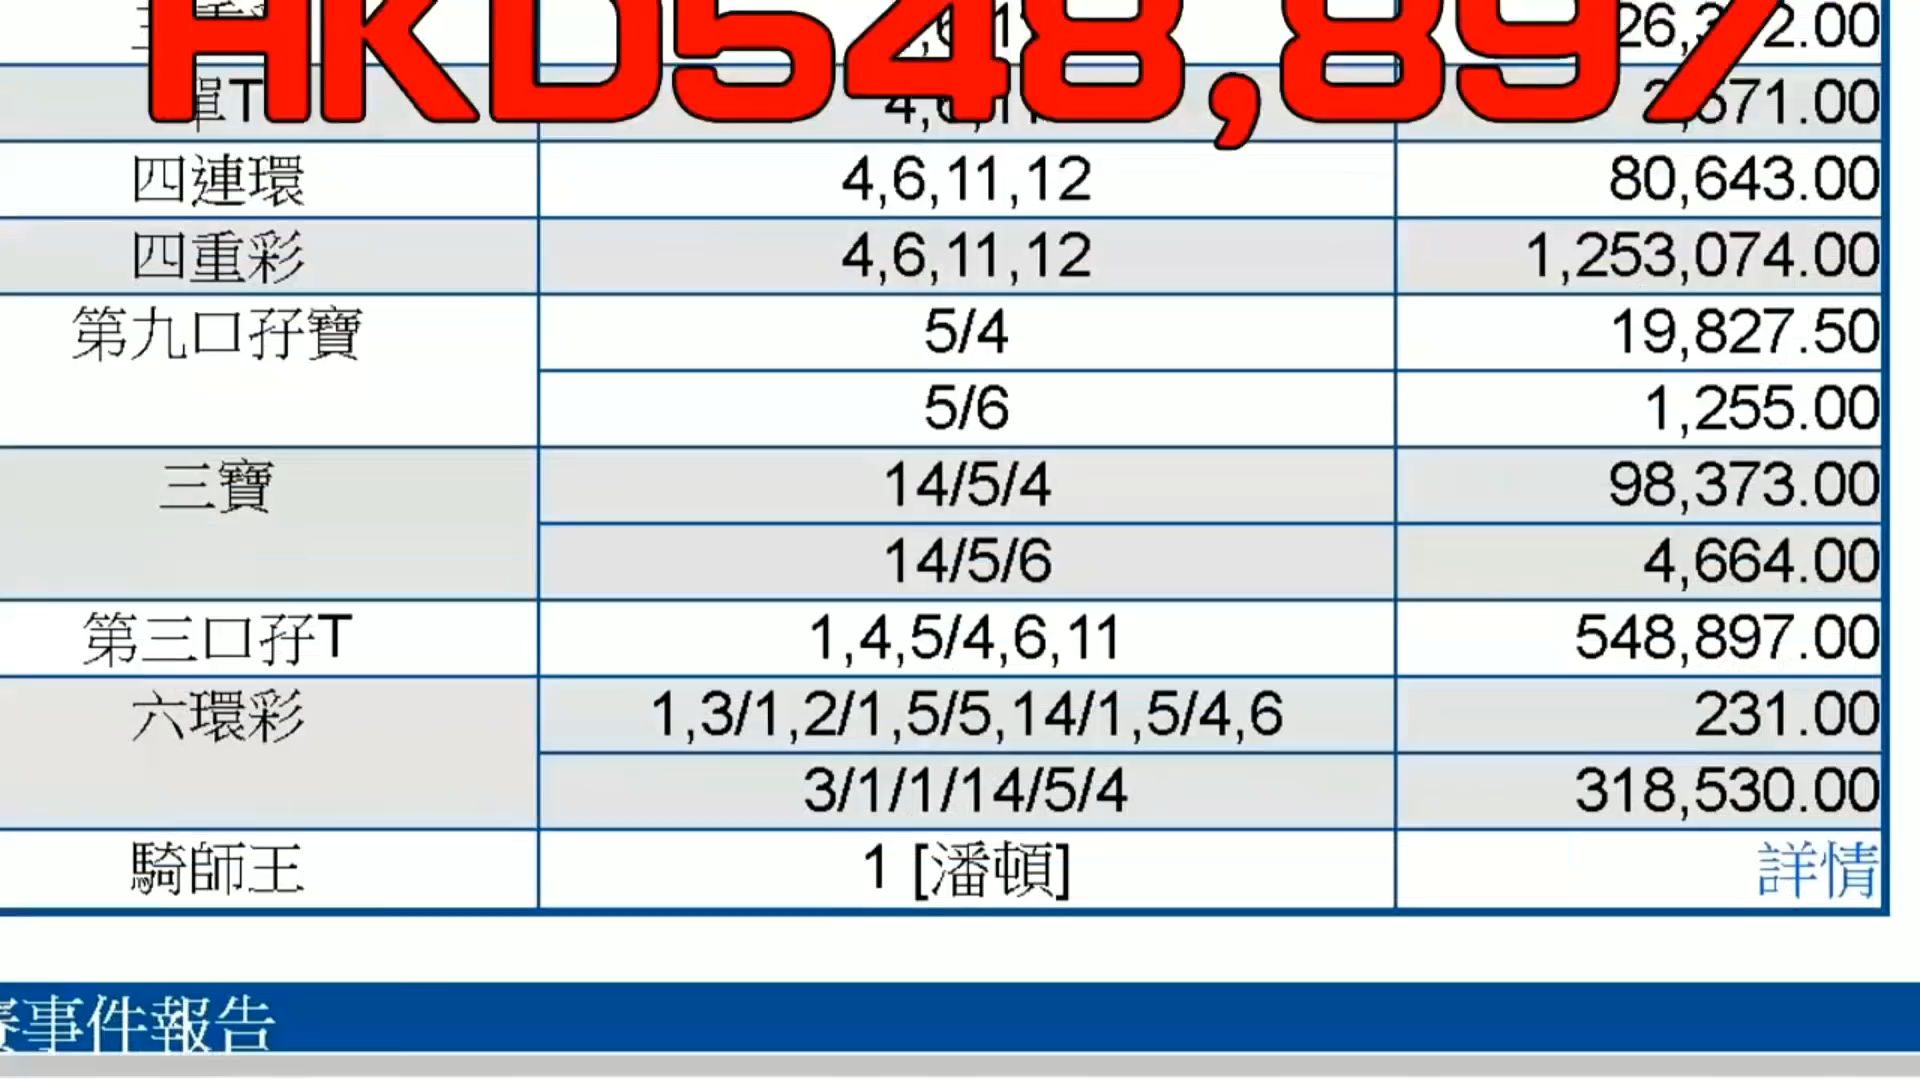 HKD548,897
單T
四連環 4,6,11,12 80,643.00
四重彩 4,6,11,12 1,253,074.00
第九口孖寶 5/4 19,827.50
5/6 1,255.00
三寶 14/5/4 98,373.00
14/5/6 4,664.00
第三口孖T 1,4,5/4,6,11 548,897.00
六環彩 1,3/1,2/1,5/5,14/1,5/4,6 231.00
3/1/1/14/5/4 318,530.00
騎師王 1 [潘頓] 詳情
事件報告